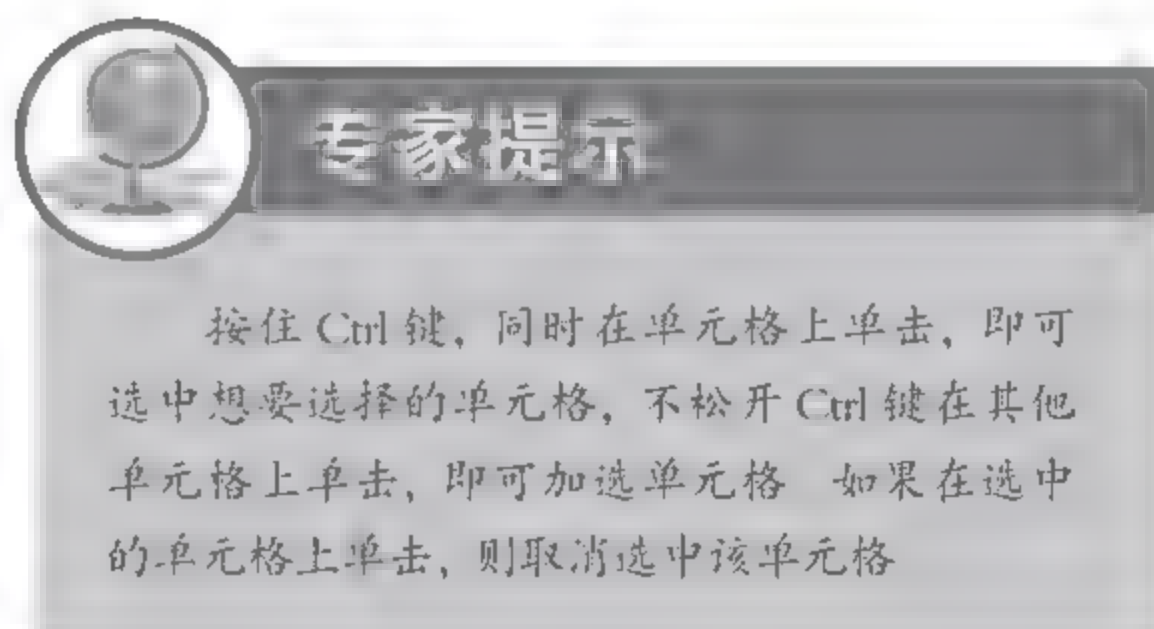 专家提示
按住 Ctrl 键，同时在单元格上单击，即可
选中想要选择的单元格，不松开 Ctrl 键在其他
单元格上单击，即可加选单元格 如果在选中
的单元格上单击，则取消选中该单元格